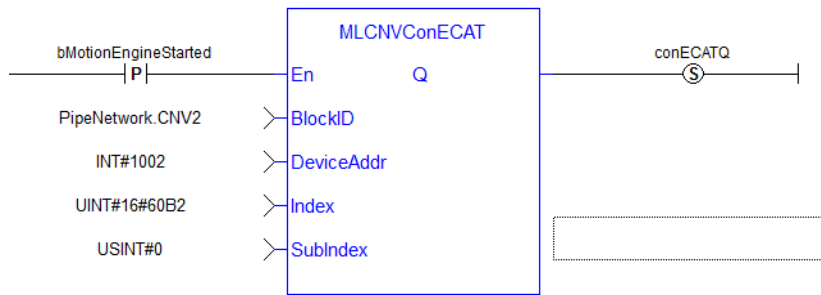 MLCNVConECAT
bMotionEngineStarted
conECATQ
P
En
Q
S
PipeNetwork.CNV2
BlockID
INT#1002
DeviceAddr
UINT#16#60B2
Index
USINT#0
SubIndex